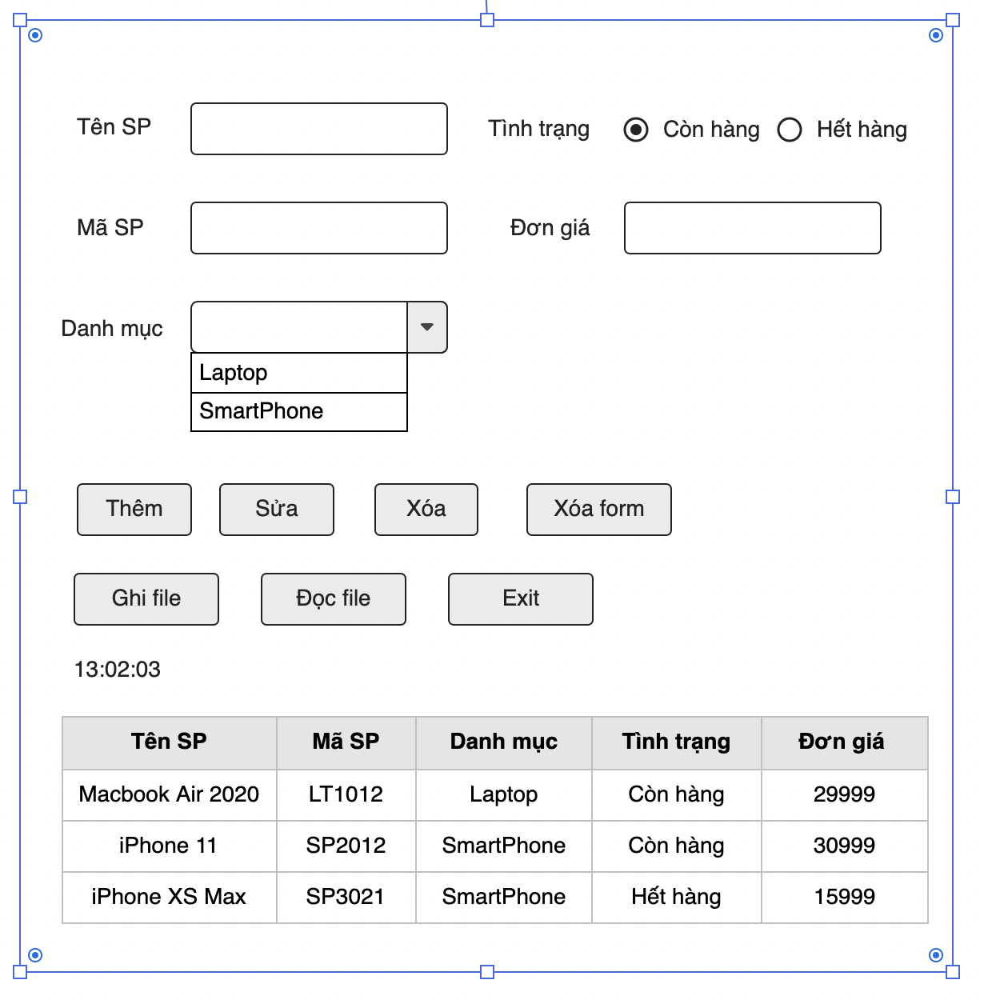 Tên SP
Tình trạng Còn hàng Hết hàng
Mã SP
Đơn giá
Danh mục
Laptop
SmartPhone
Thêm Sửa Xóa Xóa form
Ghi file Đọc file Exit
13:02:03
Tên SP Mã SP Danh mục Tình trạng Đơn giá
Macbook Air 2020 LT1012 Laptop Còn hàng 29999
iPhone 11 SP2012 SmartPhone Còn hàng 30999
iPhone XS Max SP3021 SmartPhone Hết hàng 15999